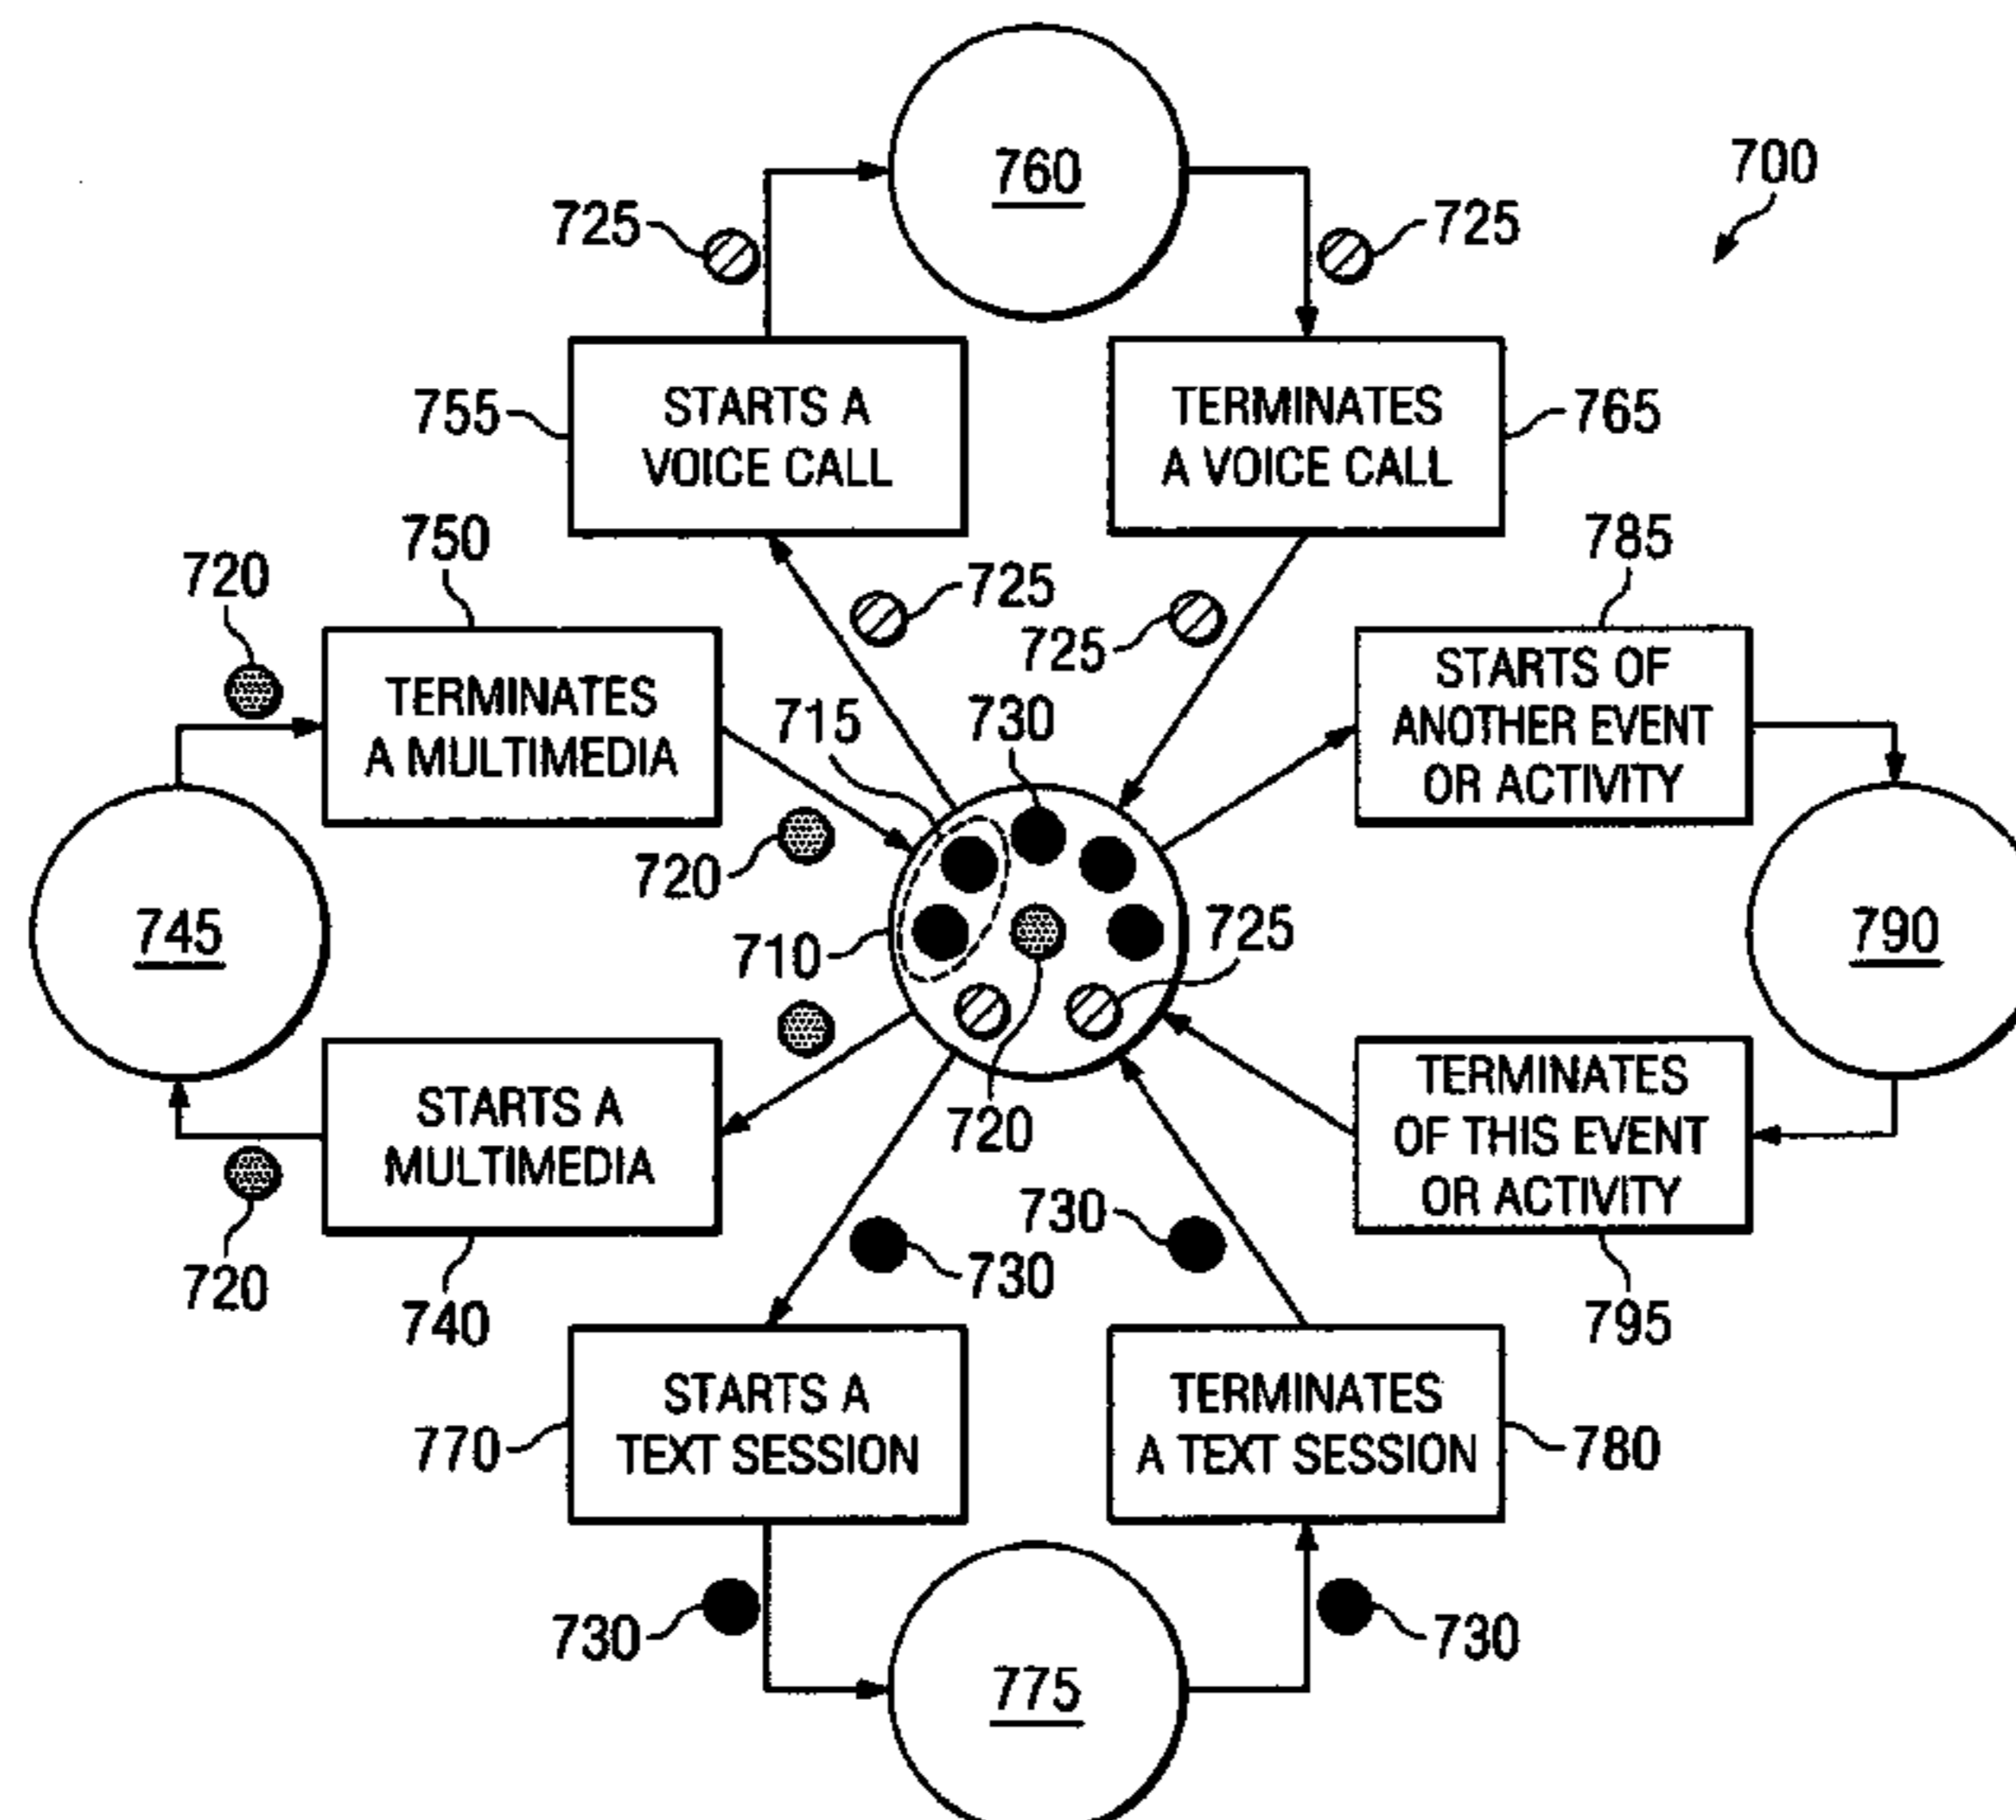 760
700
725
725
755
STARTS A
VOICE CALL
TERMINATES
A VOICE CALL
765
750
785
720
725
725
TERMINATES
A MULTIMEDIA
715
730
STARTS OF
ANOTHER EVENT
OR ACTIVITY
720
745
710
725
790
STARTS A
MULTIMEDIA
720
TERMINATES
OF THIS EVENT
OR ACTIVITY
720
740
730
730
795
770
STARTS A
TEXT SESSION
TERMINATES
A TEXT SESSION
780
730
730
775